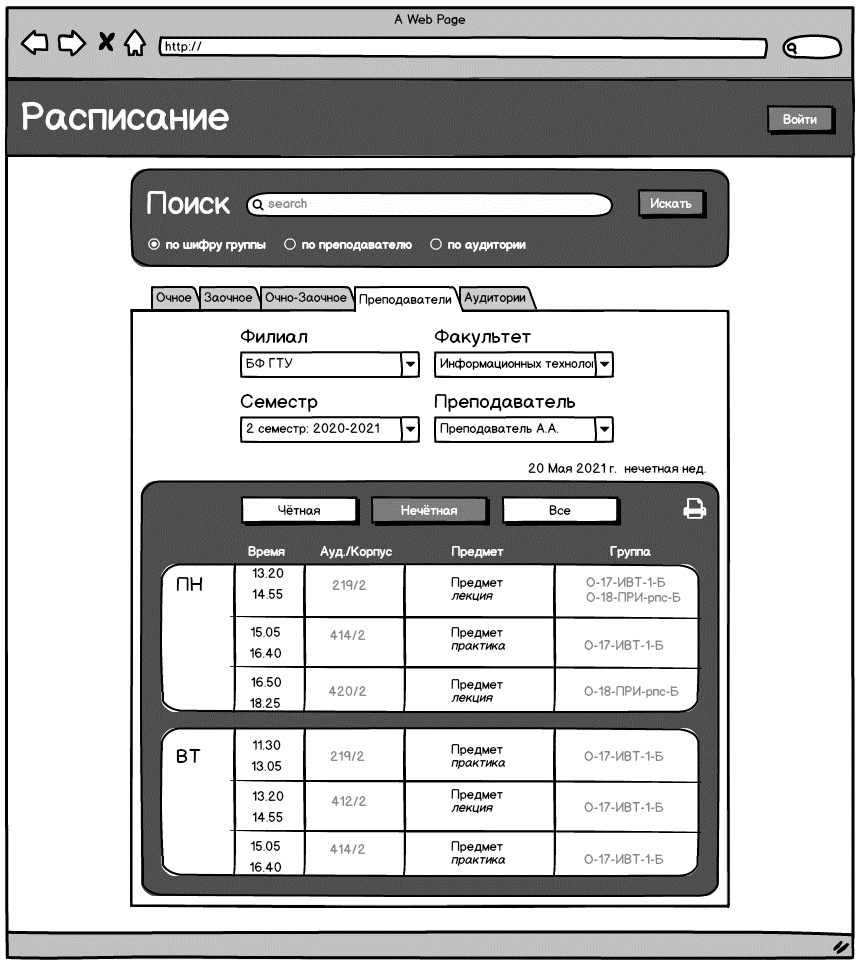 A Web Page
http://
Расписание
Войти
Поиск
search
Искать
по шифру группы по преподавателю по аудитории
Очное Заочное Очно-Заочное Преподаватели Аудитории
Филиал Факультет
БФ ГТУ Информационных техноло
Семестр Преподаватель
2 семестр: 2020-2021 Преподаватель А.А.
20 Мая 2021 г. нечетная нед.
Чётная Нечётная Все
Время Ауд./Корпус Предмет Группа
ПН
13.20 219/2 Предмет О-17-ИВТ-1-Б
14.55 лекция О-18-ПРИ-рпс-Б
15.05 414/2 Предмет
16.40 практика О-17-ИВТ-1-Б
16.50 420/2 Предмет О-18-ПРИ-рпс-Б
18.25 лекция
ВТ
11.30 219/2 Предмет О-17-ИВТ-1-Б
13.05 практика
13.20 412/2 Предмет О-17-ИВТ-1-Б
14.55 лекция
15.05 414/2 Предмет О-17-ИВТ-1-Б
16.40 практика